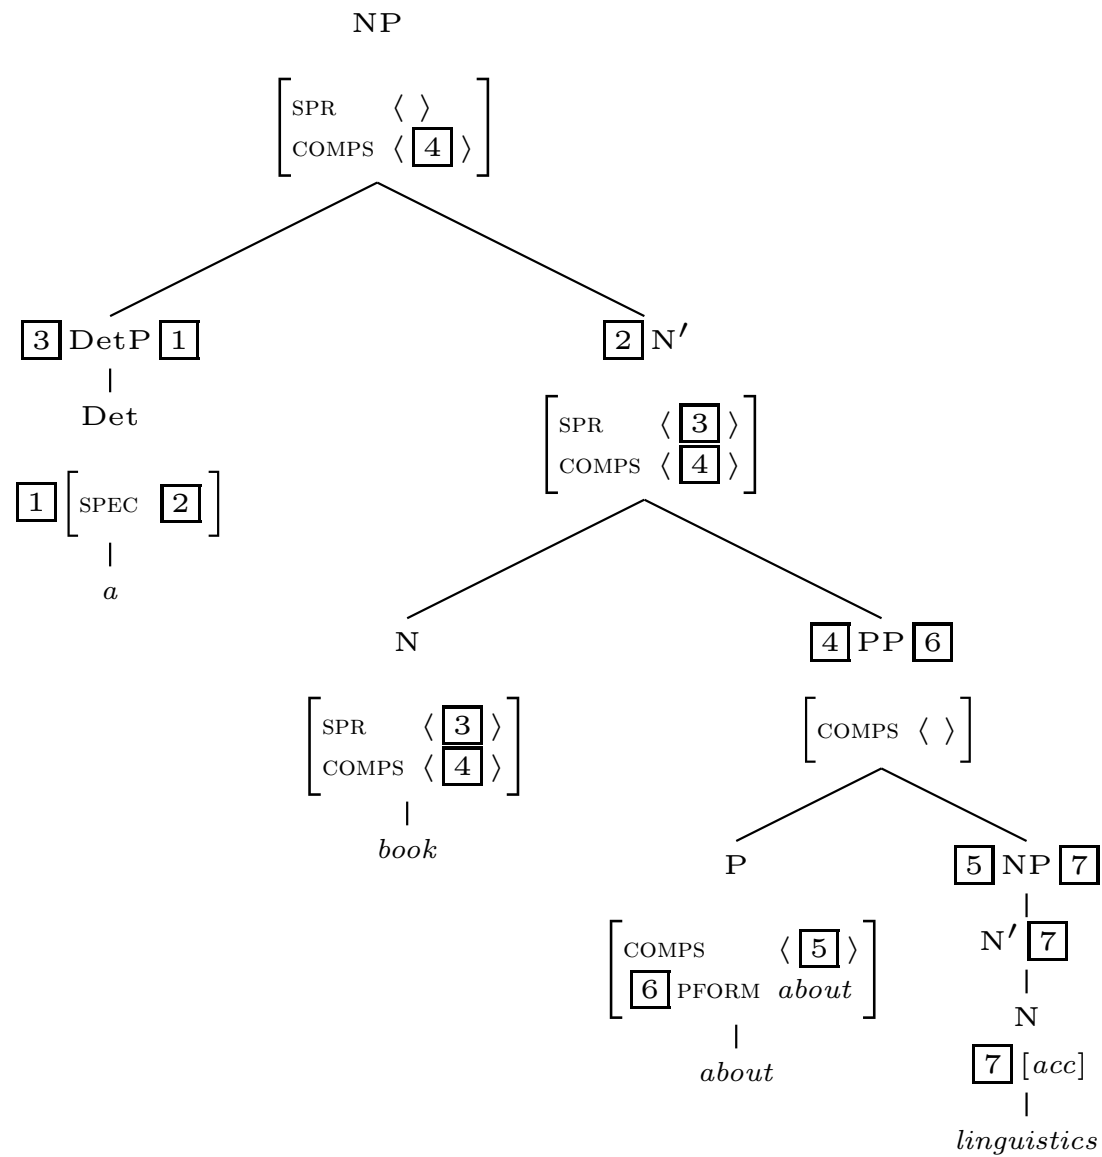 NP
SPR ⟨ ⟩
COMPS ⟨ 4 ⟩
3 DetP 1
2 N′
Det
SPR ⟨ 3 ⟩
COMPS ⟨ 4 ⟩
1 [SPEC 2]
a
N
4 PP 6
SPR ⟨ 3 ⟩
COMPS ⟨ 4 ⟩
COMPS ⟨ ⟩
book
P
5 NP 7
COMPS ⟨ 5 ⟩
6 PFORM about
N′ 7
N
about
7 [acc]
linguistics